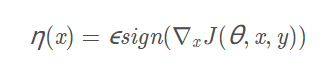 η(x) = ϵsign(∇ₓJ(θ, x, y))